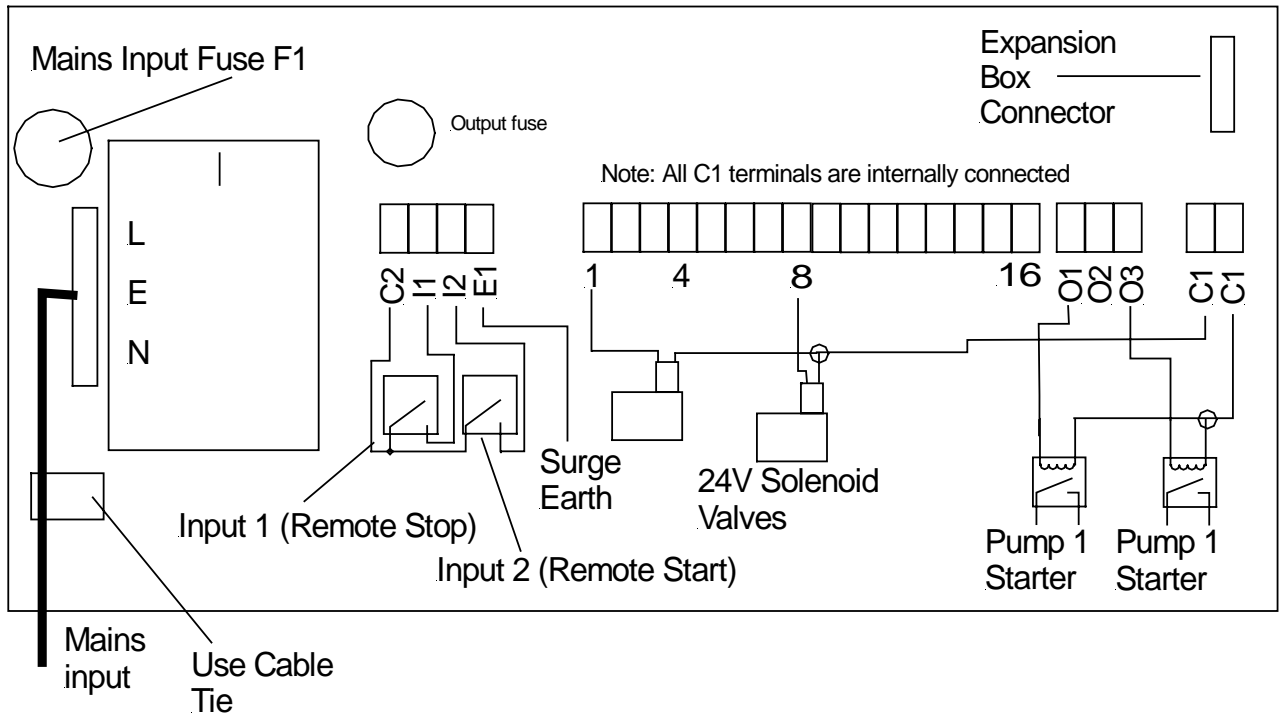 Mains Input Fuse F1
Output fuse
Expansion
Box
Connector
Note: All C1 terminals are internally connected
L
E
N
C2
I1
I2
E1
1
4
8
16
O1
O2
O3
C1
C1
Surge
Earth
24V Solenoid
Valves
Input 1 (Remote Stop)
Input 2 (Remote Start)
Pump 1
Starter
Pump 1
Starter
Mains
input
Use Cable
Tie